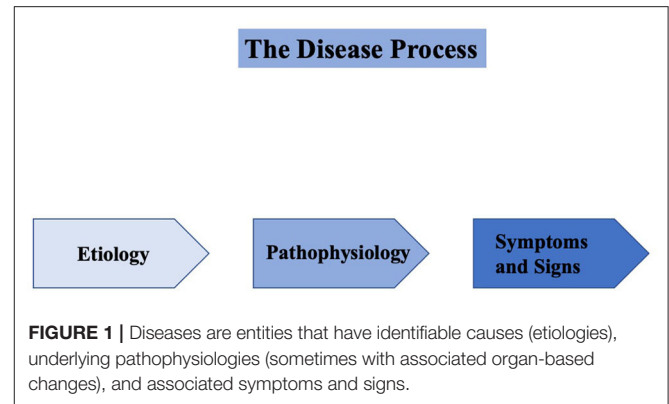 The Disease Process
Etiology
Pathophysiology
Symptoms
and Signs
FIGURE 1 | Diseases are entities that have identifiable causes (etiologies),
underlying pathophysiologies (sometimes with associated organ-based
changes), and associated symptoms and signs.